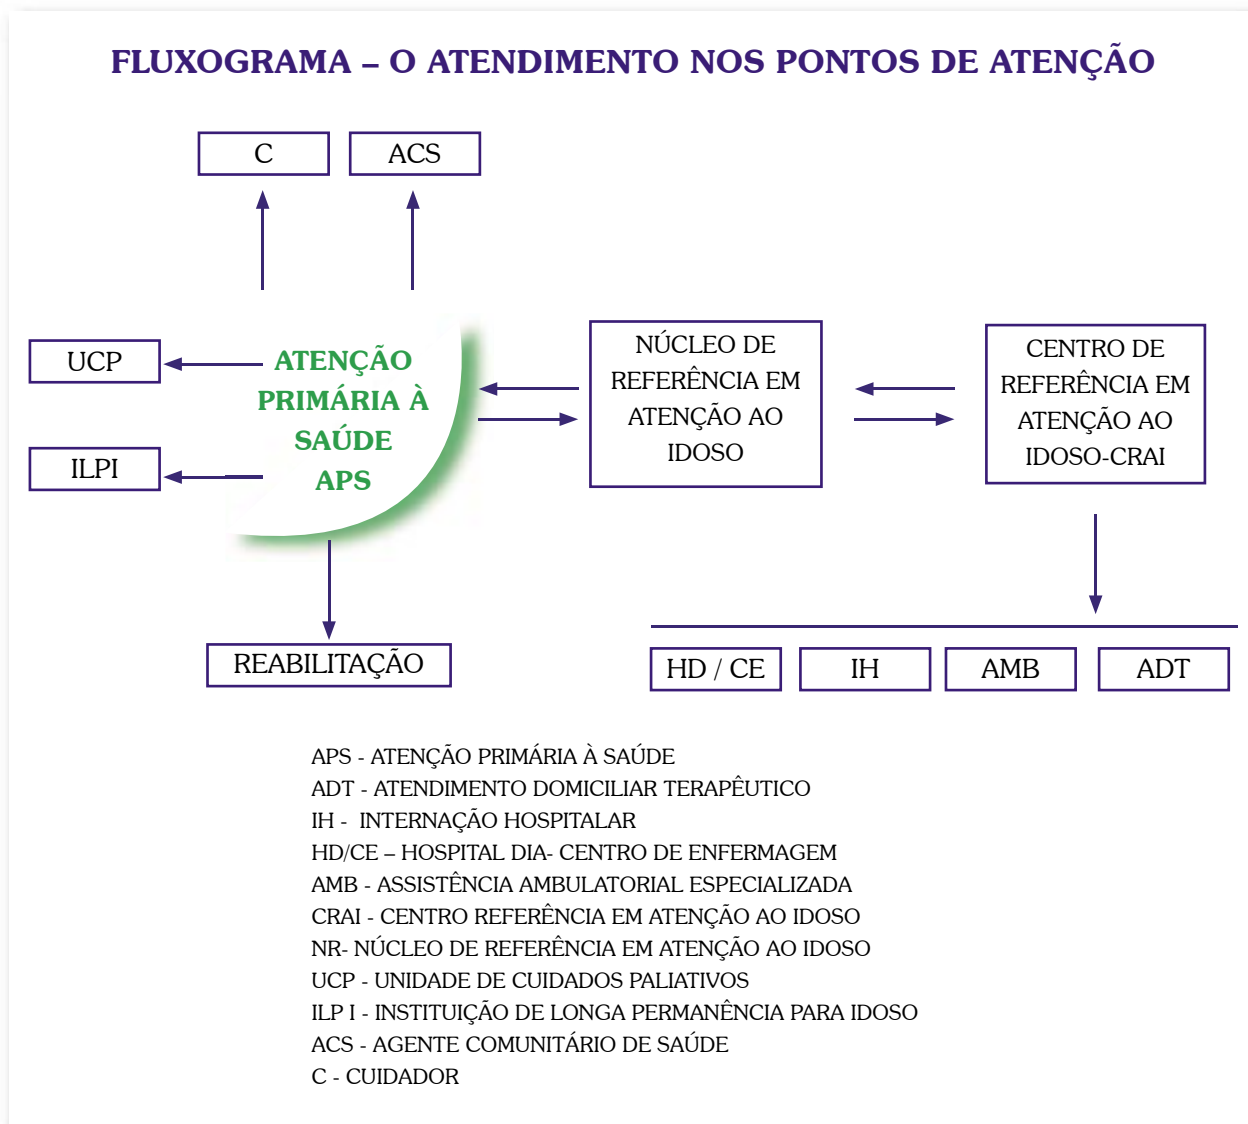 FLUXOGRAMA – O ATENDIMENTO NOS PONTOS DE ATENÇÃO
C
ACS
UCP
ILPI
ATENÇÃO
PRIMÁRIA À
SAÚDE
APS
NÚCLEO DE
REFERÊNCIA EM
ATENÇÃO AO
IDOSO
CENTRO DE
REFERÊNCIA EM
ATENÇÃO AO
IDOSO-CRAI
REABILITAÇÃO
HD / CE
IH
AMB
ADT
APS - ATENÇÃO PRIMÁRIA À SAÚDE
ADT - ATENDIMENTO DOMICILIAR TERAPÊUTICO
IH - INTERNAÇÃO HOSPITALAR
HD/CE – HOSPITAL DIA- CENTRO DE ENFERMAGEM
AMB - ASSISTÊNCIA AMBULATORIAL ESPECIALIZADA
CRAI - CENTRO REFERÊNCIA EM ATENÇÃO AO IDOSO
NR- NÚCLEO DE REFERÊNCIA EM ATENÇÃO AO IDOSO
UCP - UNIDADE DE CUIDADOS PALIATIVOS
ILP I - INSTITUIÇÃO DE LONGA PERMANÊNCIA PARA IDOSO
ACS - AGENTE COMUNITÁRIO DE SAÚDE
C - CUIDADOR